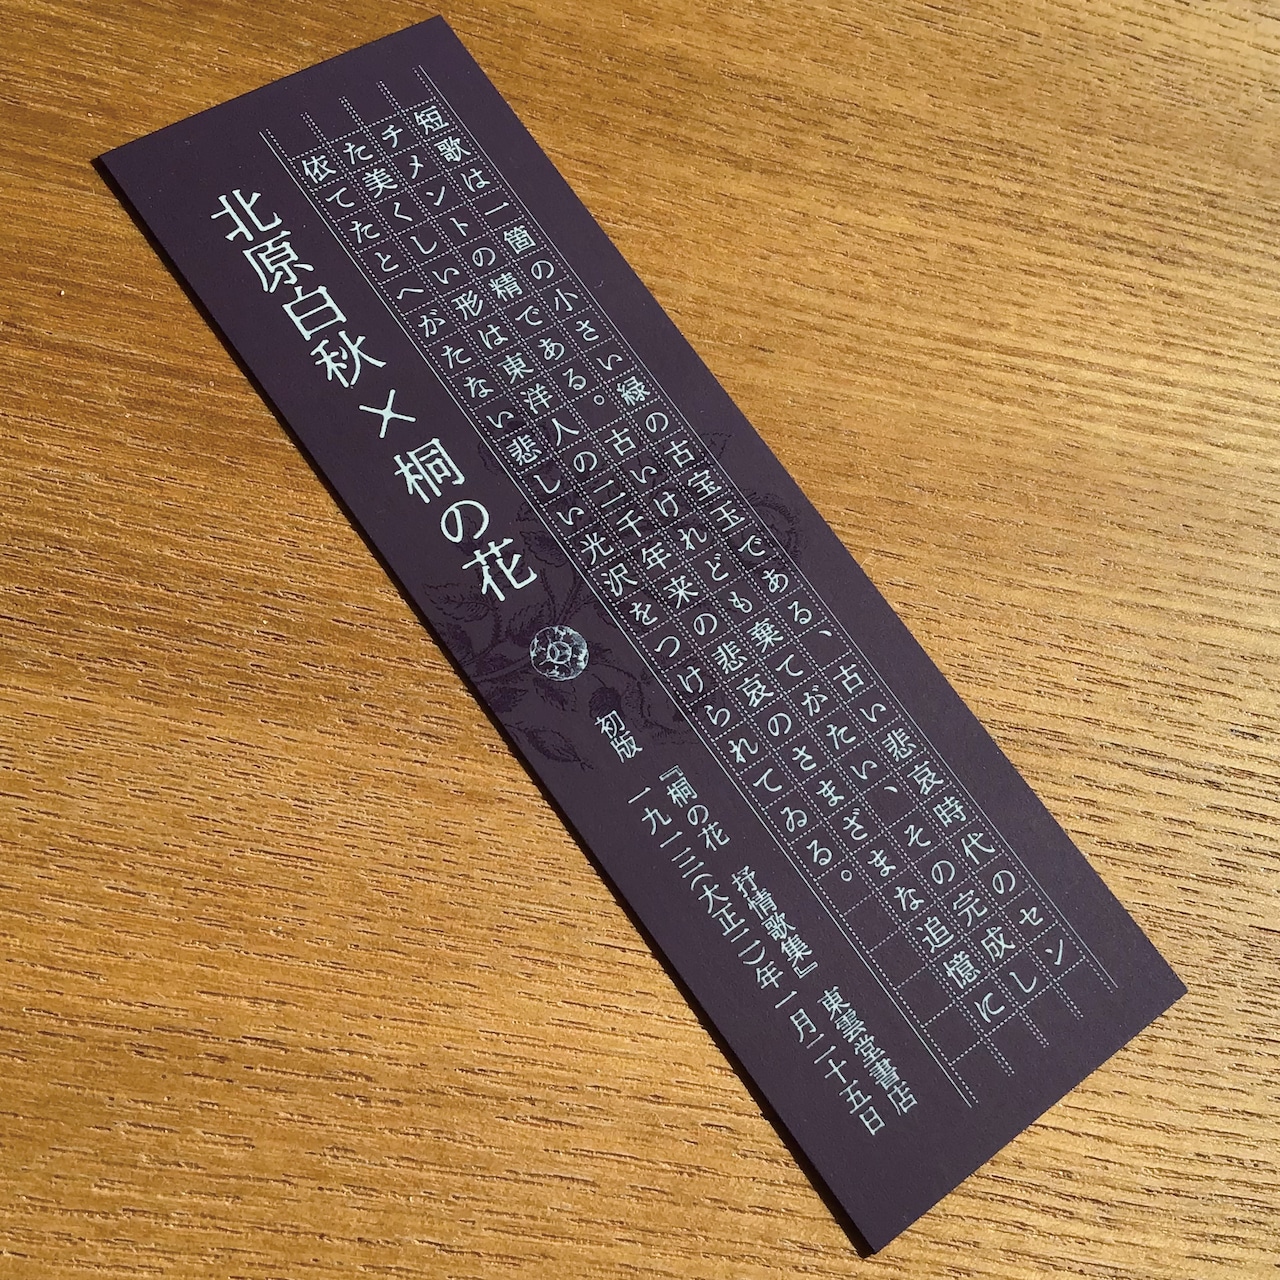 短歌は一箇の小さい緑の古宝玉である、古い悲哀時代のセン
チメントの精である。古いけれども棄てがたい、その完成し
た美くしい形は東洋人の二千年来の悲哀のさまざまな追憶に
依てたとへがたない悲しい光沢をつけられてゐる。
北原白秋×桐の花
初版 『桐の花 抒情歌集』 東雲堂書店
一九一三(大正二)年一月二十五日